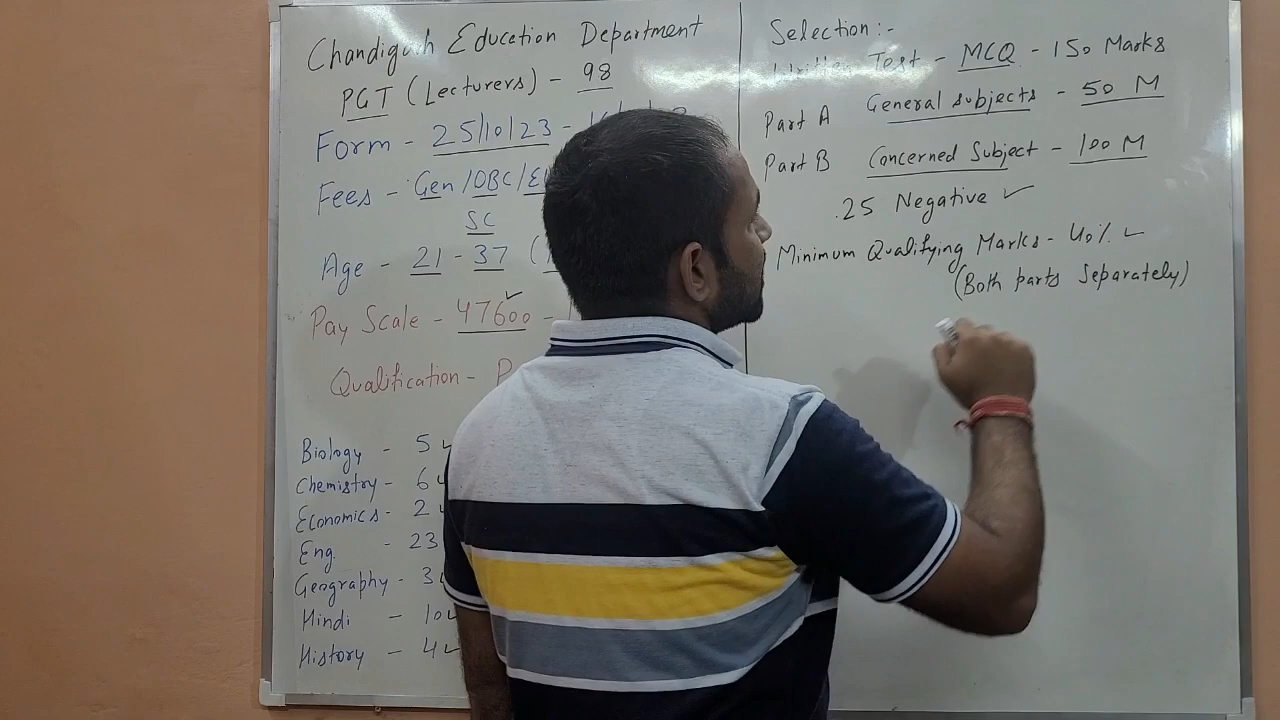 Chandigarh Education Department
PGT (Lecturers) - 98
Form - 25/10/23 -
Fees - Gen/OBC/
SC
Age - 21 - 37 (
Pay Scale - 47600 -
Qualification - P
Biology - 5
Chemistry - 6
Economics - 2
Eng. - 23
Geography - 3
Hindi - 10
History - 4
Selection :-
Written Test - MCQ - 150 Marks
Part A General subjects - 50 M
Part B Concerned Subject - 100 M
.25 Negative ✓
Minimum Qualifying Marks - 40% ✓
(Both parts Separately)